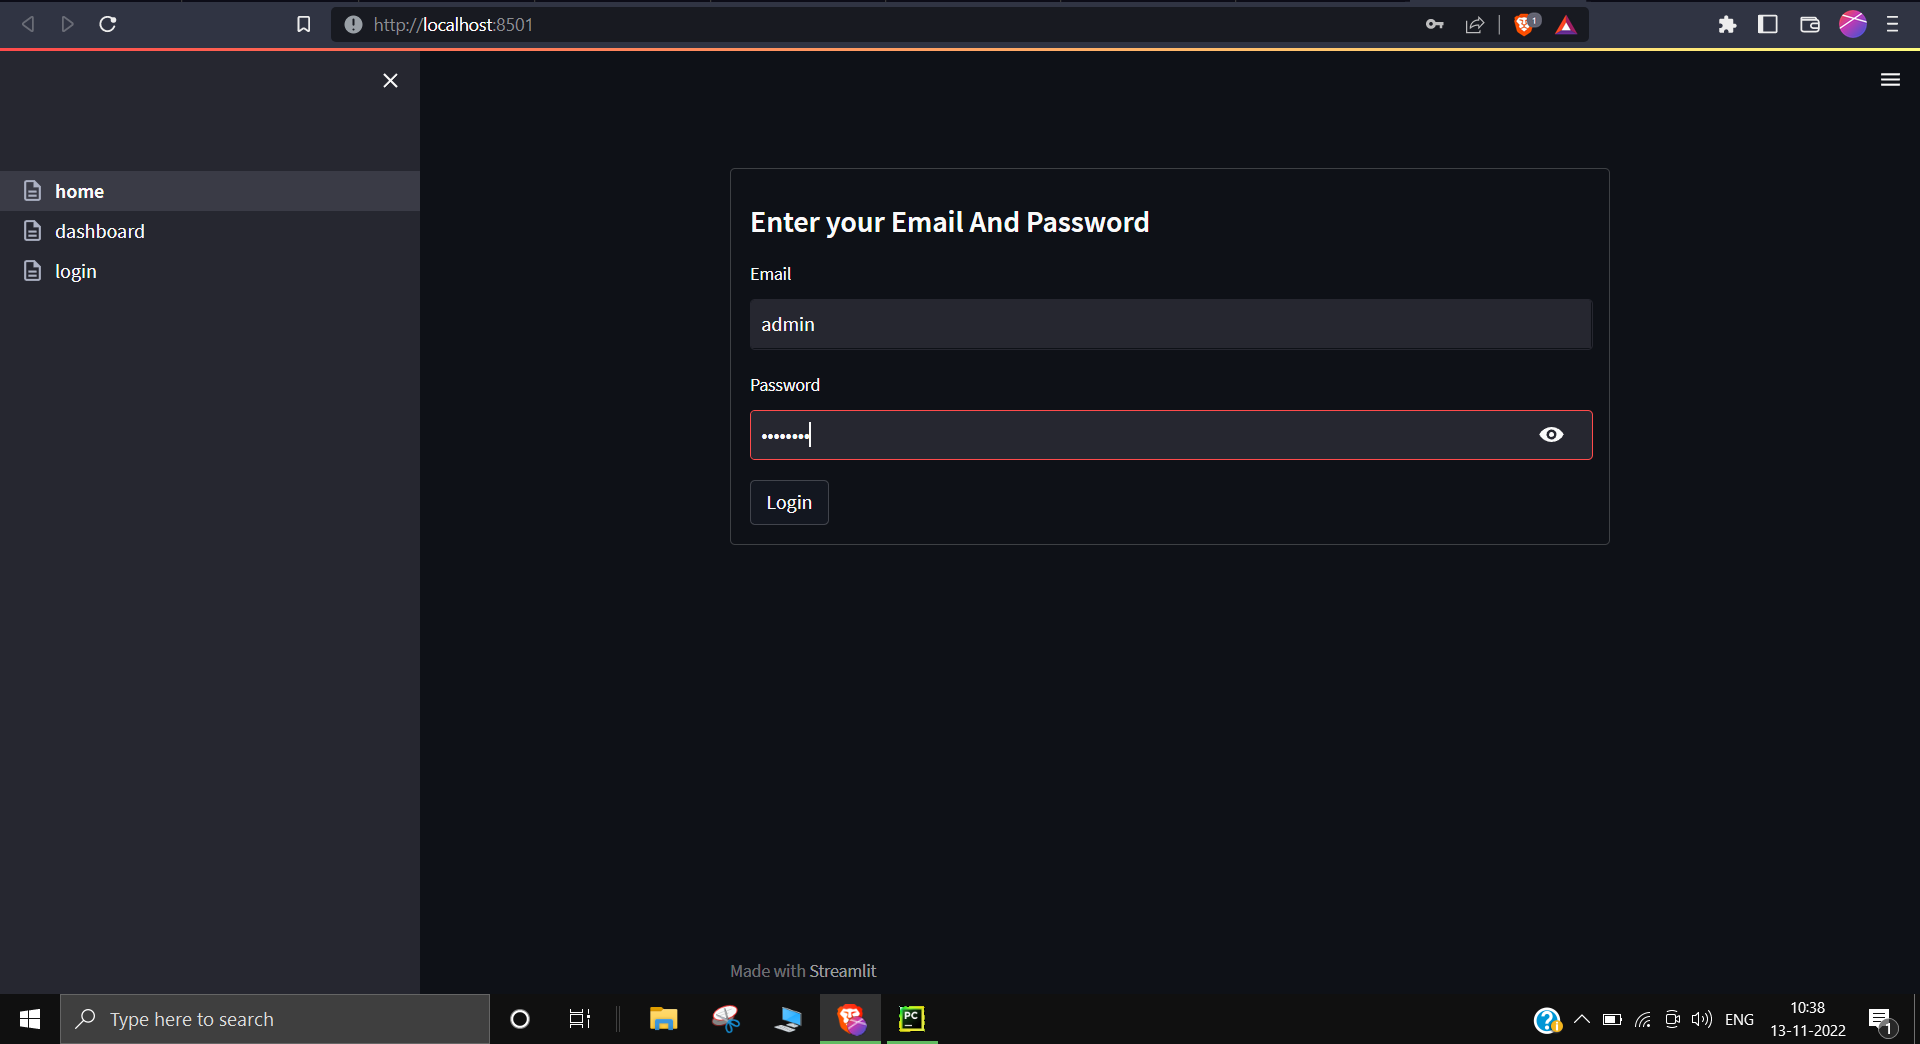 http://localhost:8501
1
home
dashboard
login
Enter your Email And Password
Email
admin
Password
••••••••
Login
Made with Streamlit
Type here to search
PC
ENG
10:38
13-11-2022
1